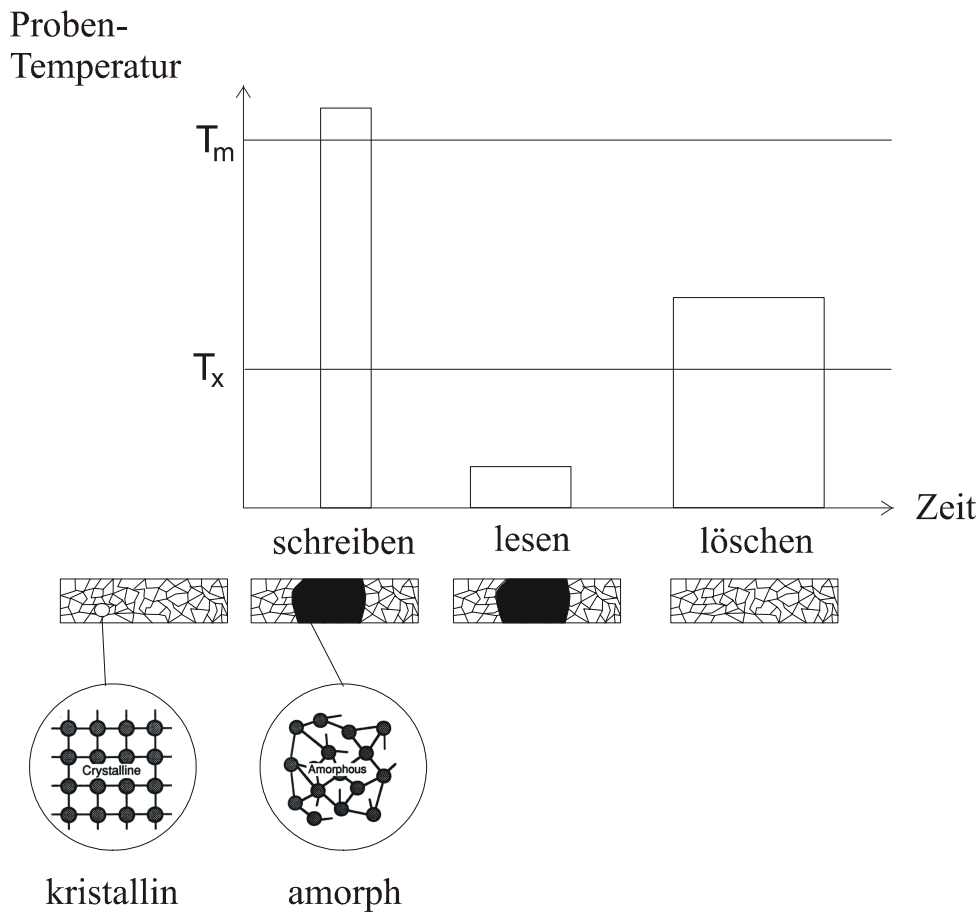 Proben-
Temperatur
Tm
Tx
Zeit
schreiben
lesen
löschen
Crystalline
Amorphous
kristallin
amorph